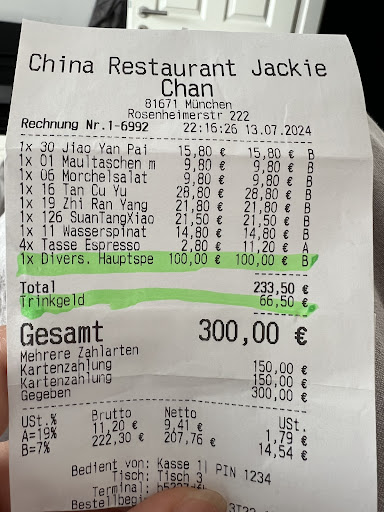 China Restaurant Jackie
Chan
81671 München
Rosenheimerstr 222
Rechnung Nr.1-6992 22:16:26 13.07.2024
1x 30 Jiao Yan Pai 15,80 € 15,80 € B
1x 01 Maultaschen m 9,80 € 9,80 € B
1x 06 Morchelsalat 9,80 € 9,80 € B
1x 16 Tan Cu Yu 28,80 € 28,80 € B
1x 19 Zhi Ran Yang 21,80 € 21,80 € B
1x 126 SuanTangXiao 21,50 € 21,50 € B
1x 11 Wasserspinat 14,80 € 14,80 € B
4x Tasse Espresso 2,80 € 11,20 € A
1x Divers. Hauptspe 100,00 € 100,00 € B
Total 233,50 €
Trinkgeld 66,50 €
Gesamt 300,00 €
Mehrere Zahlarten
Kartenzahlung 150,00 €
Kartenzahlung 150,00 €
Gegeben 300,00 €
USt.% Brutto Netto USt.
A=19% 11,20 € 9,41 € 1,79 €
B=7% 222,30 € 207,76 € 14,54 €
Bedient von: Kasse 1| PIN 1234
Tisch: Tisch 3
Terminal:
Bestellbegi